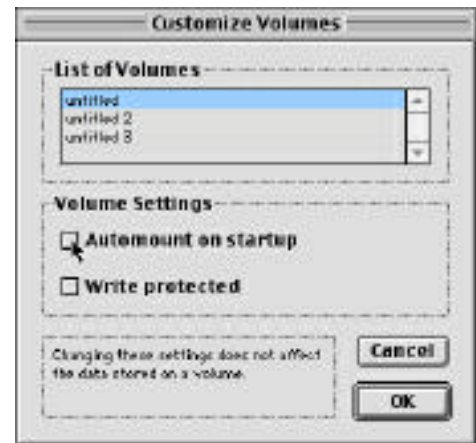 Customize Volumes
List of Volumes
untitled
untitled 2
untitled 3
Volume Settings
Automount on startup
Write protected
Changing these settings does not affect
the data stored on a volume.
Cancel
OK